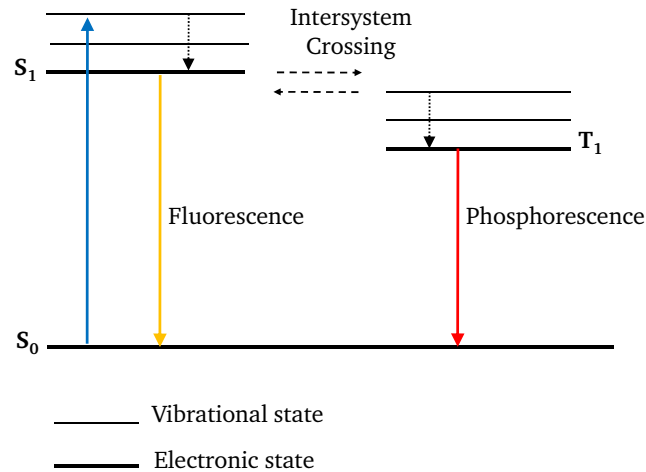 Intersystem
Crossing
S₁
T₁
Fluorescence
Phosphorescence
S₀
Vibrational state
Electronic state